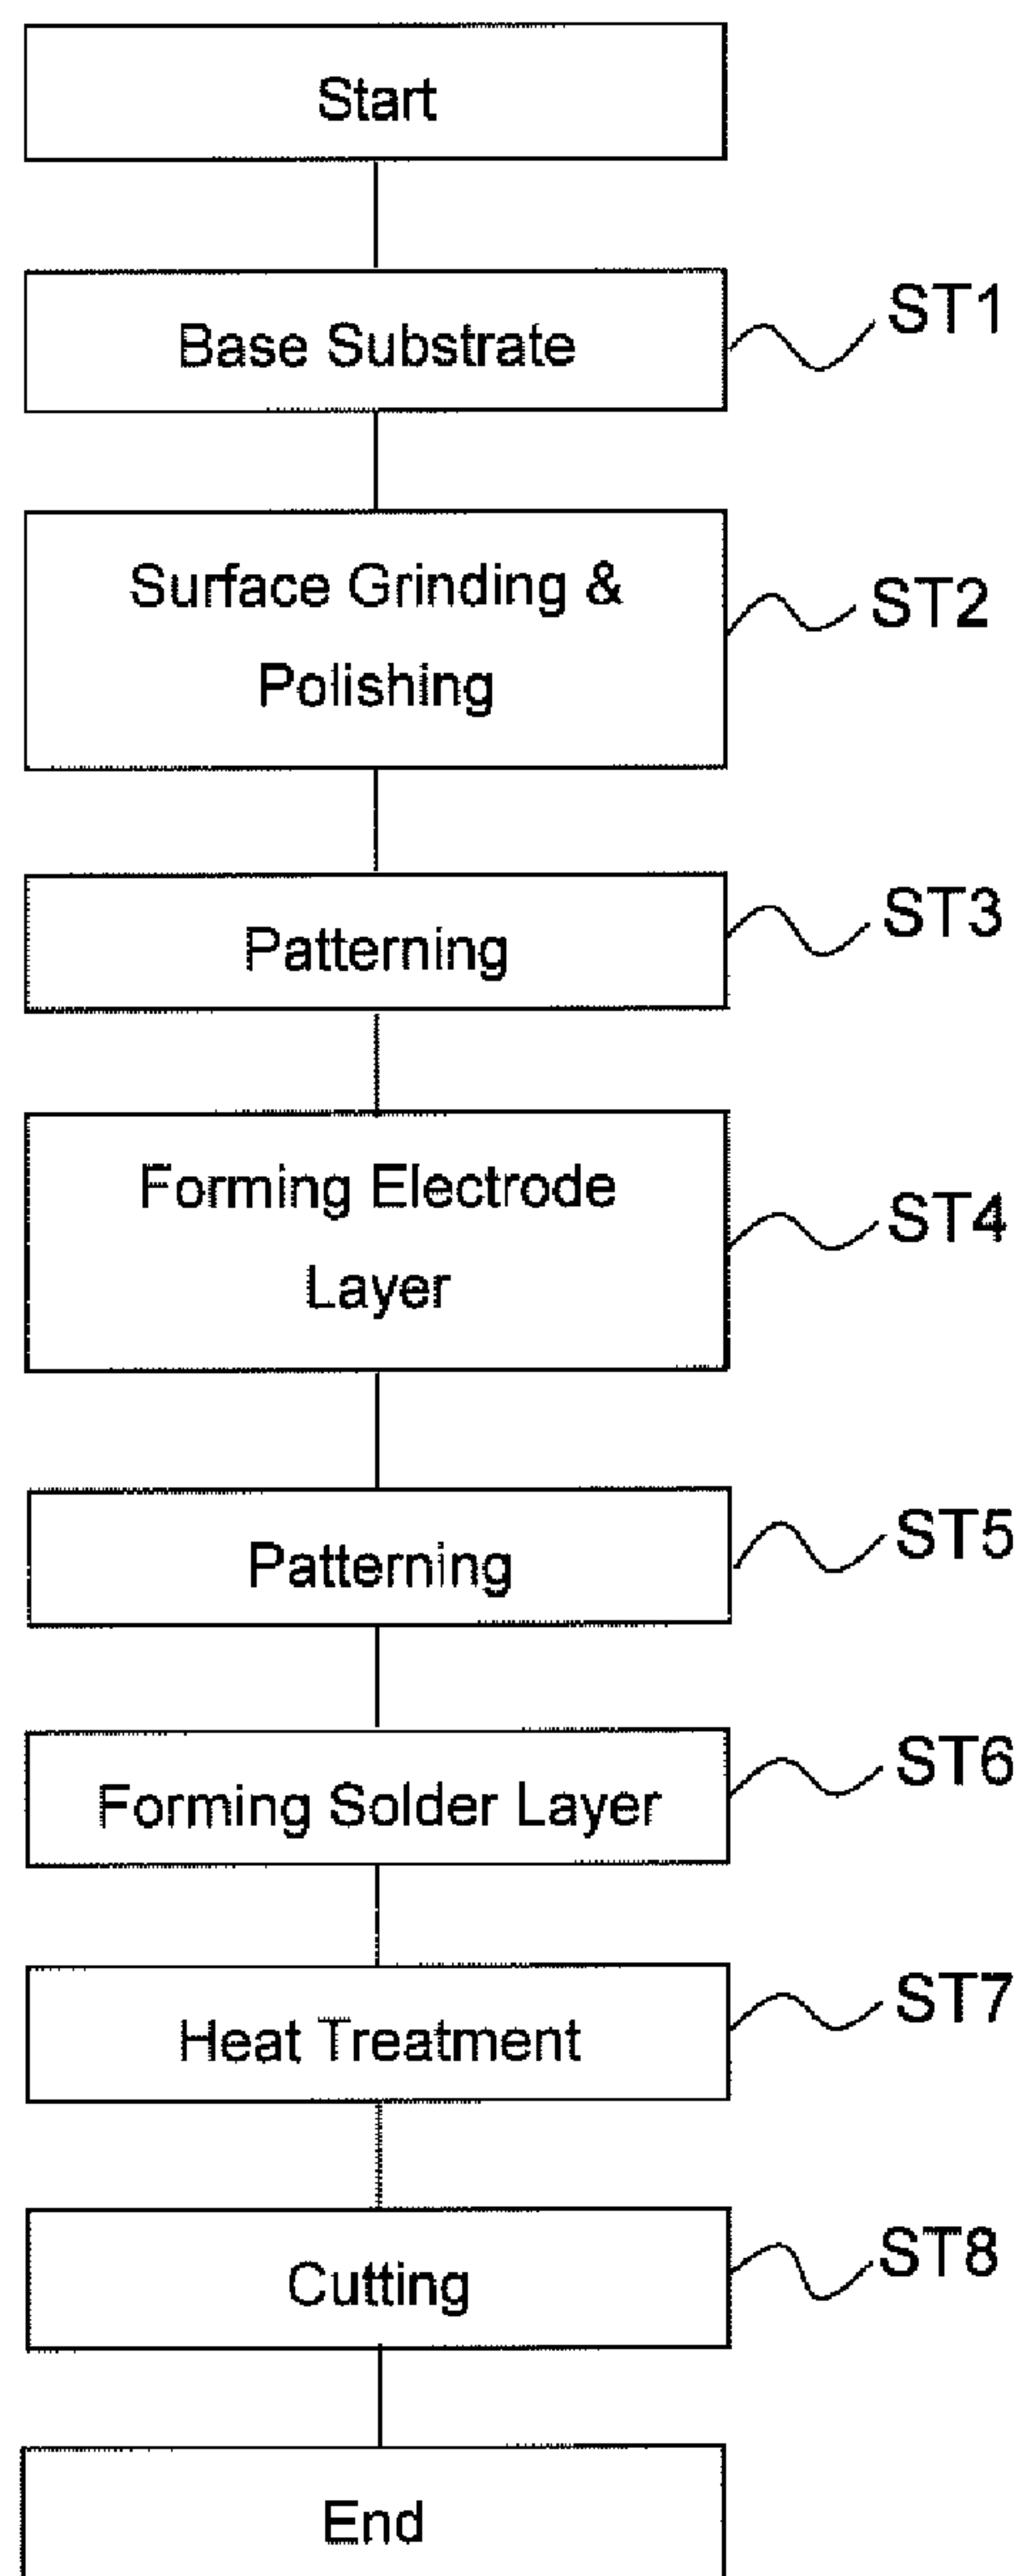 Start
Base Substrate
ST1
Surface Grinding &
Polishing
ST2
Patterning
ST3
Forming Electrode
Layer
ST4
Patterning
ST5
Forming Solder Layer
ST6
Heat Treatment
ST7
Cutting
ST8
End